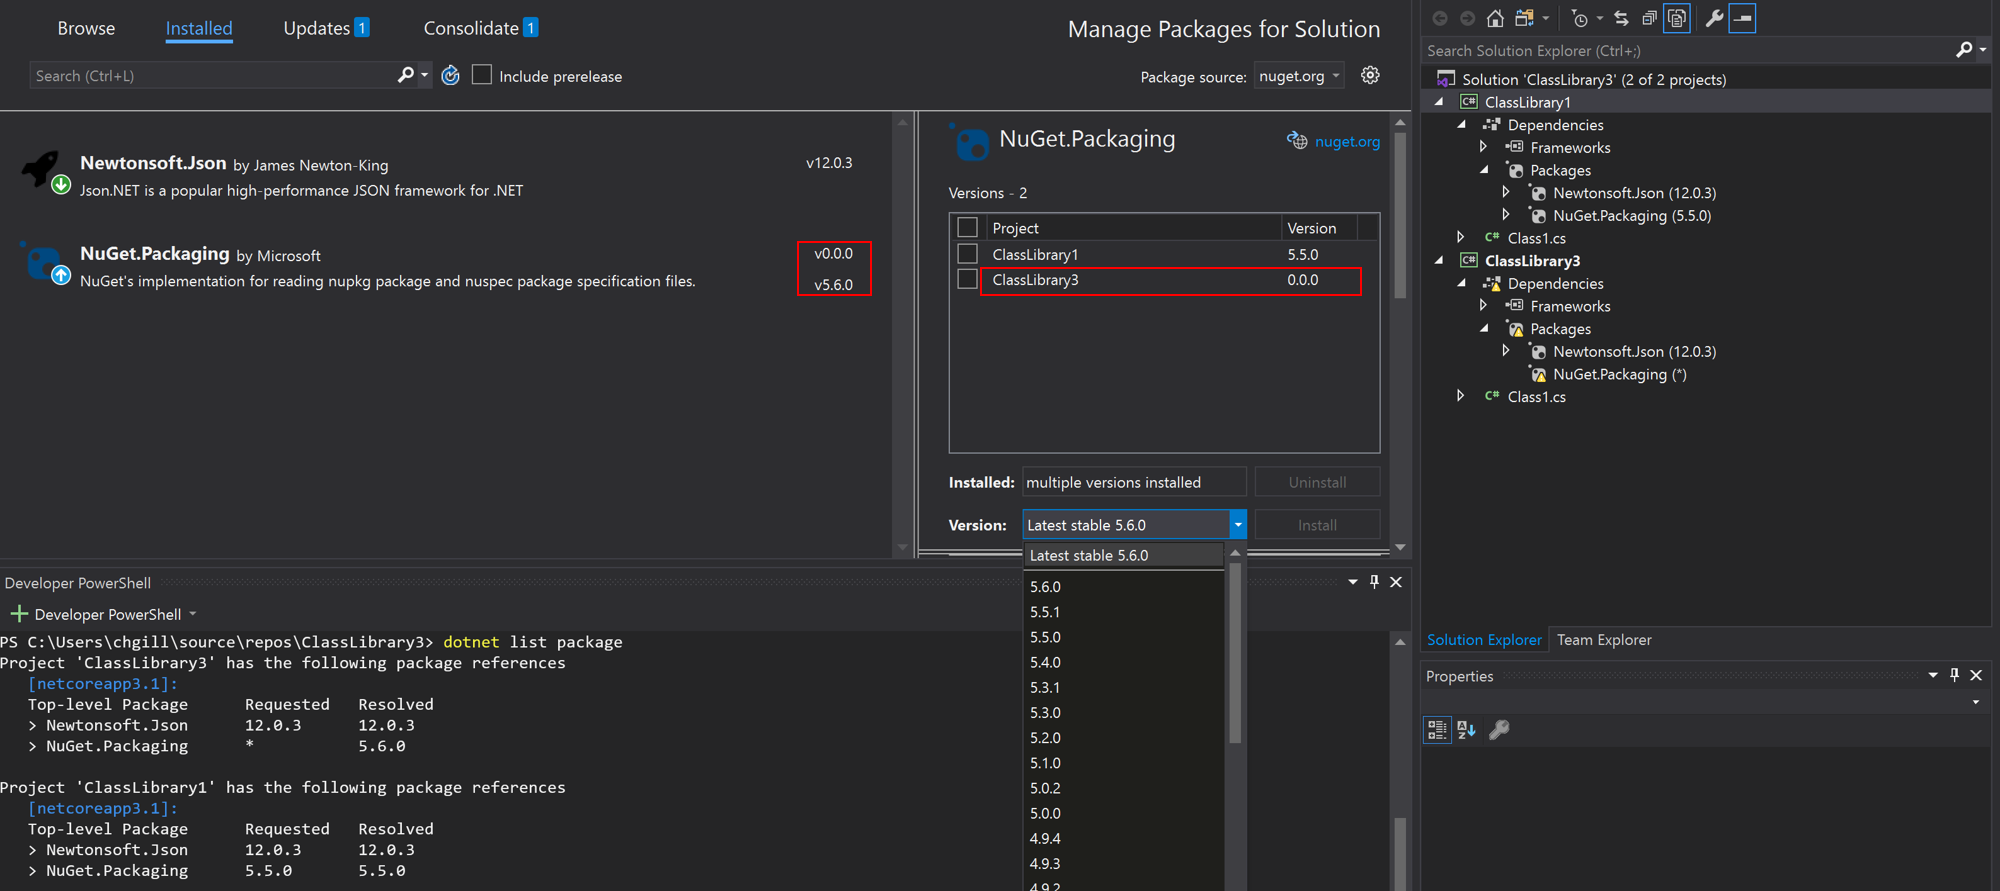 Browse Installed Updates 1 Consolidate 1 Manage Packages for Solution
Search (Ctrl+L) Include prerelease Package source: nuget.org
Newtonsoft.Json by James Newton-King v12.0.3
Json.NET is a popular high-performance JSON framework for .NET
NuGet.Packaging by Microsoft v0.0.0
NuGet's implementation for reading nupkg package and nuspec package specification files. v5.6.0
NuGet.Packaging nuget.org
Versions - 2
Project Version
ClassLibrary1 5.5.0
ClassLibrary3 0.0.0
Installed: multiple versions installed Uninstall
Version: Latest stable 5.6.0 Install
Latest stable 5.6.0
5.6.0
5.5.1
5.5.0
5.4.0
5.3.1
5.3.0
5.2.0
5.1.0
5.0.2
5.0.0
4.9.4
4.9.3
4.9.2
Developer PowerShell
Developer PowerShell
PS C:\Users\chgill\source\repos\ClassLibrary3> dotnet list package
Project 'ClassLibrary3' has the following package references
[netcoreapp3.1]:
Top-level Package Requested Resolved
> Newtonsoft.Json 12.0.3 12.0.3
> NuGet.Packaging * 5.6.0
Project 'ClassLibrary1' has the following package references
[netcoreapp3.1]:
Top-level Package Requested Resolved
> Newtonsoft.Json 12.0.3 12.0.3
> NuGet.Packaging 5.5.0 5.5.0
Search Solution Explorer (Ctrl+;)
Solution 'ClassLibrary3' (2 of 2 projects)
C# ClassLibrary1
Dependencies
Frameworks
Packages
Newtonsoft.Json (12.0.3)
NuGet.Packaging (5.5.0)
C# Class1.cs
C# ClassLibrary3
Dependencies
Frameworks
Packages
Newtonsoft.Json (12.0.3)
NuGet.Packaging (*)
C# Class1.cs
Solution Explorer Team Explorer
Properties